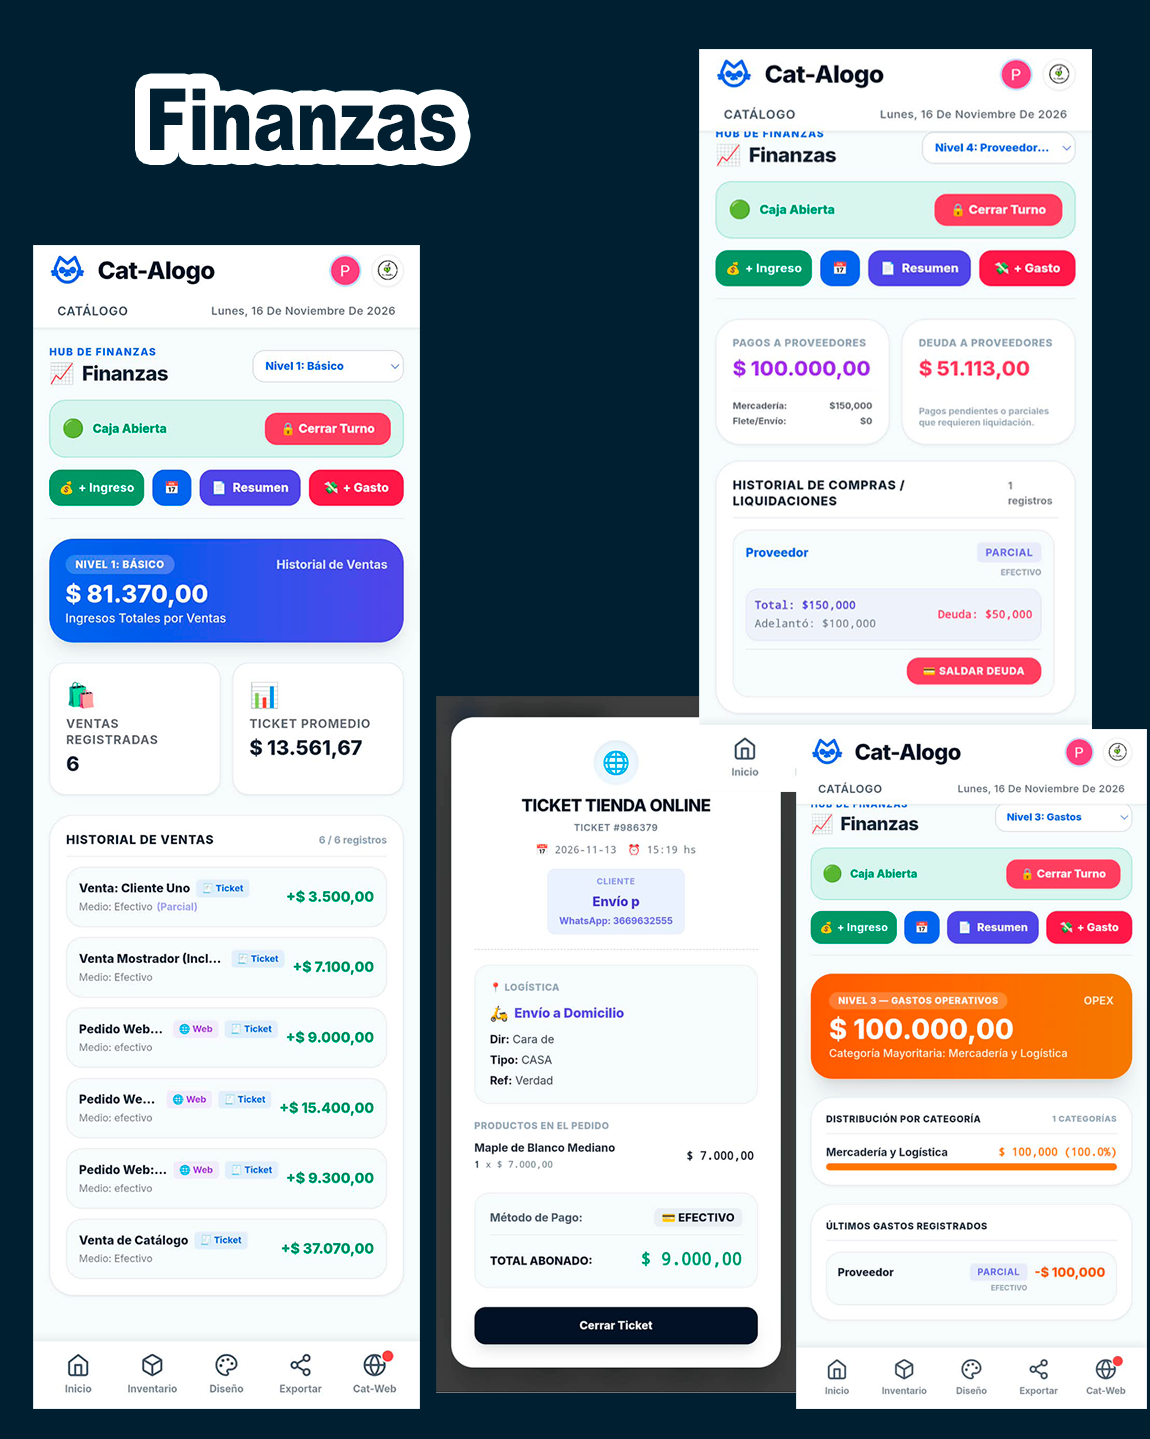 Finanzas
Cat-Alogo
P
CATÁLOGO
Lunes, 16 De Noviembre De 2026
HUB DE FINANZAS
Finanzas
Nivel 1: Básico
Caja Abierta
Cerrar Turno
+ Ingreso
Resumen
+ Gasto
NIVEL 1: BÁSICO
Historial de Ventas
$ 81.370,00
Ingresos Totales por Ventas
VENTAS
REGISTRADAS
6
TICKET PROMEDIO
$ 13.561,67
HISTORIAL DE VENTAS
6 / 6 registros
Venta: Cliente Uno
Ticket
+$ 3.500,00
Medio: Efectivo (Parcial)
Venta Mostrador (Incl...
Ticket
+$ 7.100,00
Medio: Efectivo
Pedido Web...
Web
Ticket
+$ 9.000,00
Medio: efectivo
Pedido We...
Web
Ticket
+$ 15.400,00
Medio: efectivo
Pedido Web:...
Web
Ticket
+$ 9.300,00
Medio: efectivo
Venta de Catálogo
Ticket
+$ 37.070,00
Medio: Efectivo
Inicio
Inventario
Diseño
Exportar
Cat-Web
Cat-Alogo
P
CATÁLOGO
Lunes, 16 De Noviembre De 2026
HUB DE FINANZAS
Finanzas
Nivel 4: Proveedor...
Caja Abierta
Cerrar Turno
+ Ingreso
Resumen
+ Gasto
PAGOS A PROVEEDORES
$ 100.000,00
Mercadería: $150,000
Flete/Envío: $0
DEUDA A PROVEEDORES
$ 51.113,00
Pagos pendientes o parciales
que requieren liquidación.
HISTORIAL DE COMPRAS /
LIQUIDACIONES
1
registros
Proveedor
PARCIAL
EFECTIVO
Total: $150,000
Adelantó: $100,000
Deuda: $50,000
SALDAR DEUDA
Inicio
TICKET TIENDA ONLINE
TICKET #986379
2026-11-13 15:19 hs
CLIENTE
Envío p
WhatsApp: 3669632555
LOGÍSTICA
Envío a Domicilio
Dir: Cara de
Tipo: CASA
Ref: Verdad
PRODUCTOS EN EL PEDIDO
Maple de Blanco Mediano
1 x $ 7.000,00
$ 7.000,00
Método de Pago:
EFECTIVO
TOTAL ABONADO:
$ 9.000,00
Cerrar Ticket
Cat-Alogo
P
CATÁLOGO
Lunes, 16 De Noviembre De 2026
HUB DE FINANZAS
Finanzas
Nivel 3: Gastos
Caja Abierta
Cerrar Turno
+ Ingreso
Resumen
+ Gasto
NIVEL 3 — GASTOS OPERATIVOS
OPEX
$ 100.000,00
Categoría Mayoritaria: Mercadería y Logística
DISTRIBUCIÓN POR CATEGORÍA
1 CATEGORÍAS
Mercadería y Logística
$ 100,000 (100.0%)
ÚLTIMOS GASTOS REGISTRADOS
Proveedor
PARCIAL
-$ 100,000
EFECTIVO
Inicio
Inventario
Diseño
Exportar
Cat-Web